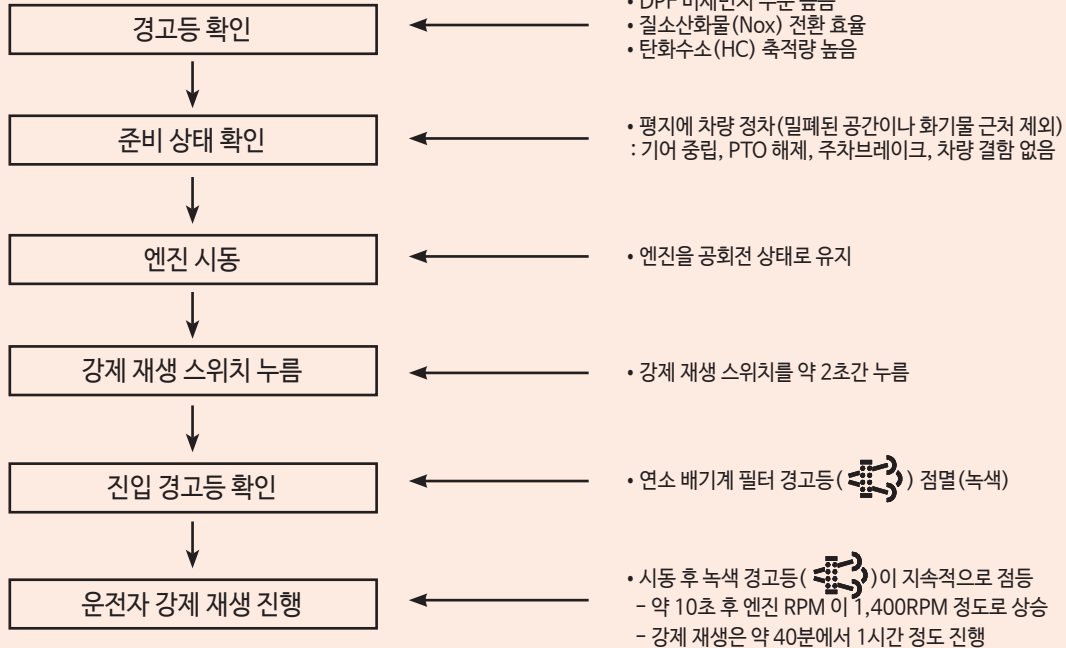 • DPF 미세먼지 수준 높음
경고등 확인
• 질소산화물(Nox) 전환 효율
• 탄화수소(HC) 축적량 높음
준비 상태 확인
• 평지에 차량 정차(밀폐된 공간이나 화기물 근처 제외)
: 기어 중립, PTO 해제, 주차브레이크, 차량 결함 없음
엔진 시동
• 엔진을 공회전 상태로 유지
강제 재생 스위치 누름
• 강제 재생 스위치를 약 2초간 누름
진입 경고등 확인
• 연소 배기계 필터 경고등( ) 점멸(녹색)
운전자 강제 재생 진행
• 시동 후 녹색 경고등( )이 지속적으로 점등
- 약 10초 후 엔진 RPM 이 1,400RPM 정도로 상승
- 강제 재생은 약 40분에서 1시간 정도 진행